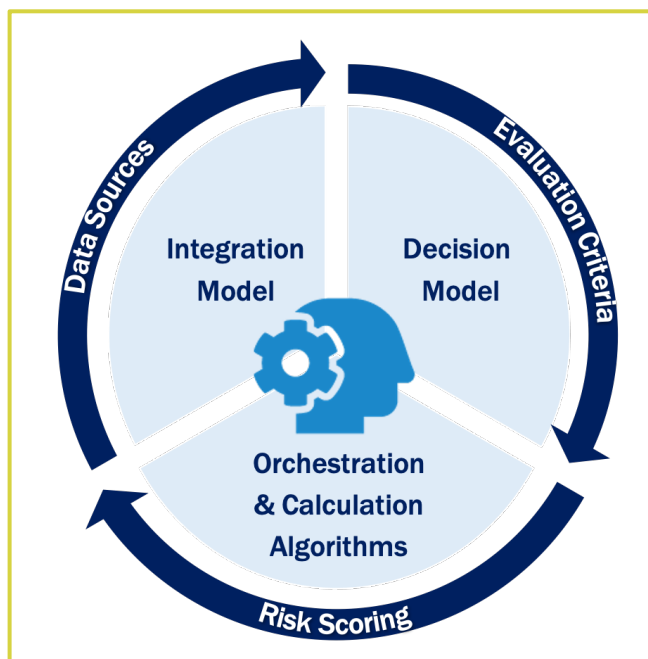 Data Sources
Evaluation Criteria
Integration
Model
Decision
Model
Orchestration
& Calculation
Algorithms
Risk Scoring